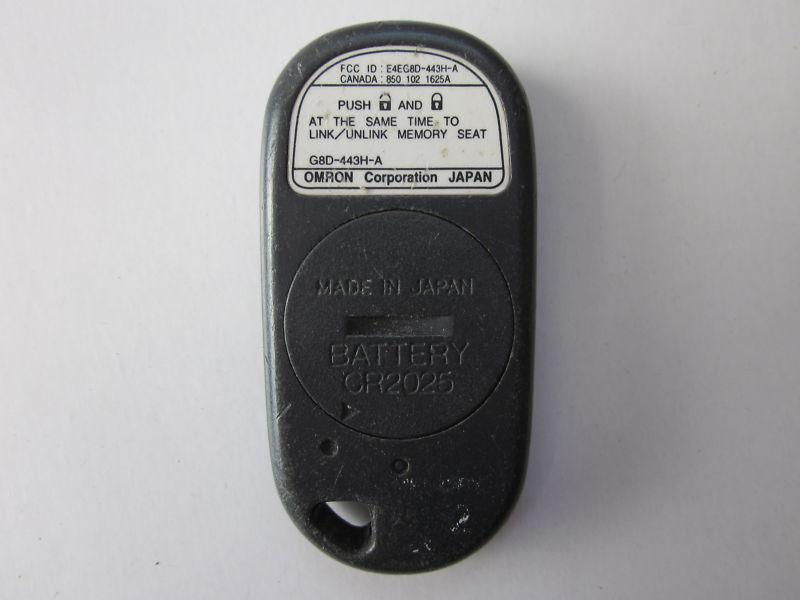 FCC ID : E4EG8D-443H-A
CANADA : 850 102 1625A
PUSH 🔓 AND 🔒
AT THE SAME TIME TO
LINK/UNLINK MEMORY SEAT
G8D-443H-A
OMRON Corporation JAPAN
MADE IN JAPAN
BATTERY
CR2025